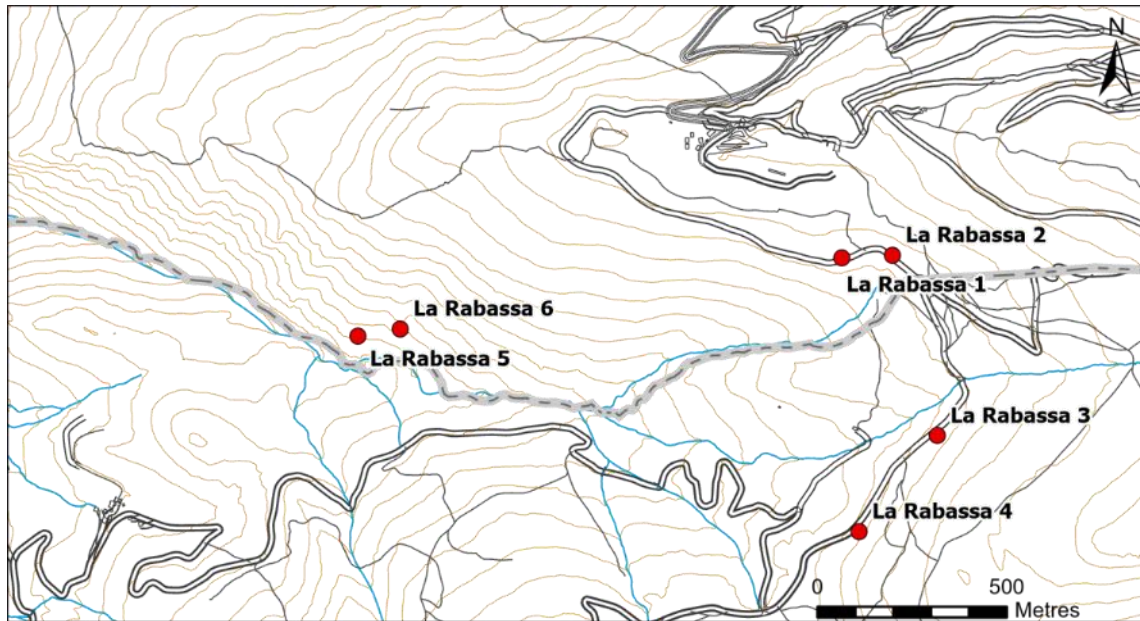 N
La Rabassa 2
La Rabassa 1
La Rabassa 6
La Rabassa 5
La Rabassa 3
La Rabassa 4
0 500
Metres